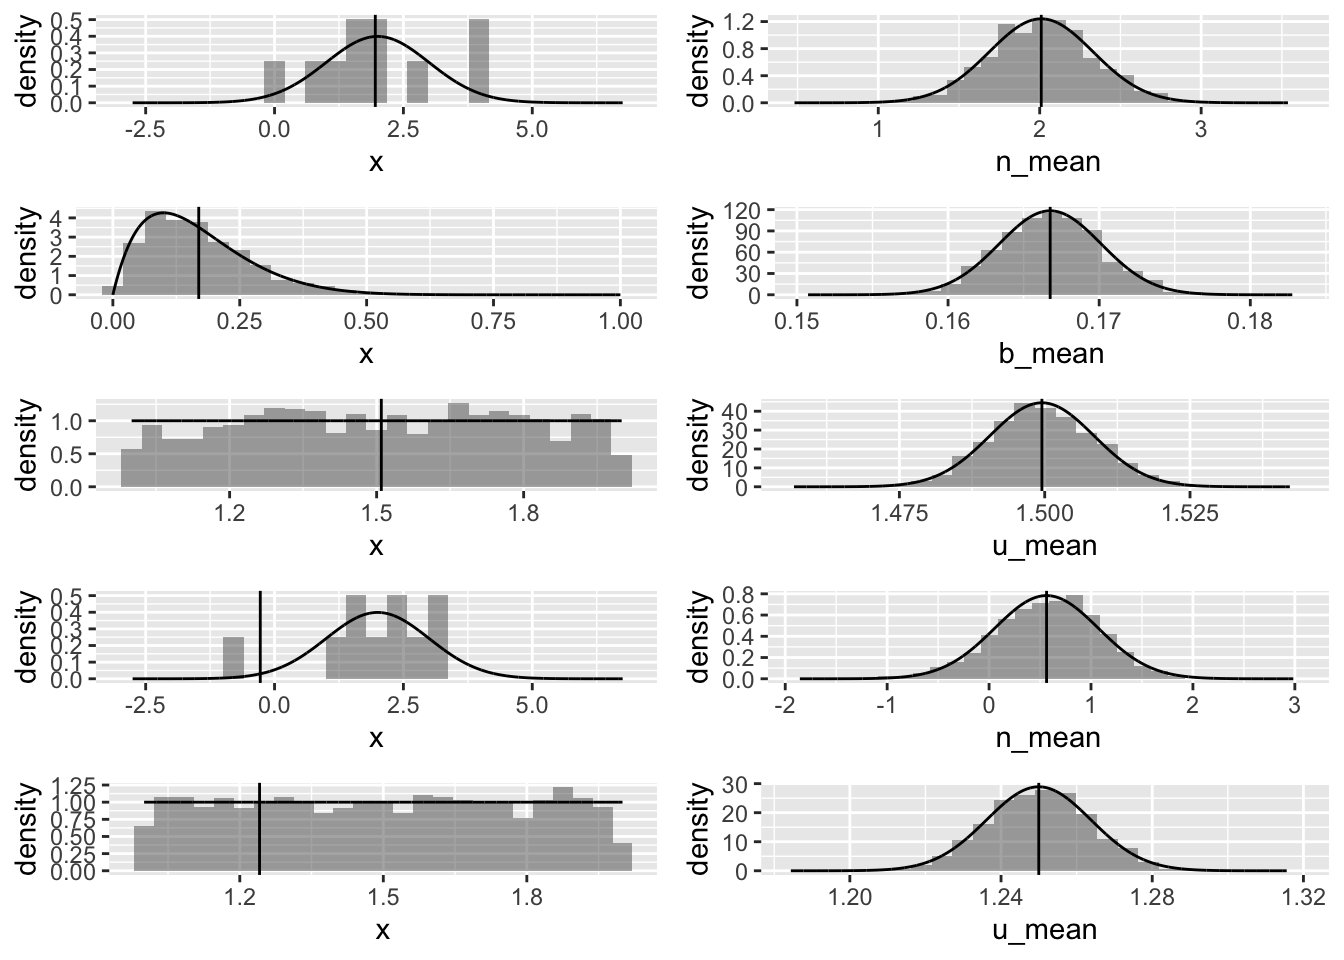 density
0.5
0.4
0.3
0.2
0.1
0.0
-2.5 0.0 2.5 5.0
x
density
1.2
0.8
0.4
0.0
1 2 3
n_mean
density
4
3
2
1
0
0.00 0.25 0.50 0.75 1.00
x
density
120
90
60
30
0
0.15 0.16 0.17 0.18
b_mean
density
1.0
0.5
0.0
1.2 1.5 1.8
x
density
40
30
20
10
0
1.475 1.500 1.525
u_mean
density
0.5
0.4
0.3
0.2
0.1
0.0
-2.5 0.0 2.5 5.0
x
density
0.8
0.6
0.4
0.2
0.0
-2 -1 0 1 2 3
n_mean
density
1.25
1.00
0.75
0.50
0.25
0.00
1.2 1.5 1.8
x
density
30
20
10
0
1.20 1.24 1.28 1.32
u_mean